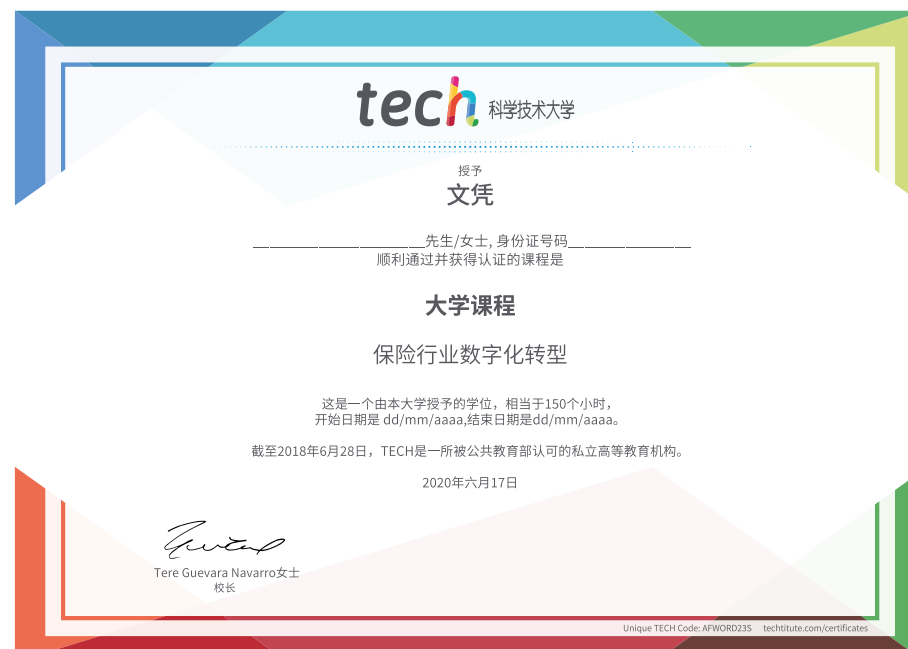 tech 科学技术大学
授予
文凭
_______________________先生/女士, 身份证号码________________
顺利通过并获得认证的课程是
大学课程
保险行业数字化转型
这是一个由本大学授予的学位，相当于150个小时，
开始日期是 dd/mm/aaaa,结束日期是dd/mm/aaaa。
截至2018年6月28日，TECH是一所被公共教育部认可的私立高等教育机构。
2020年六月17日
Tere Guevara Navarro女士
校长
Unique TECH Code: AFWORD23S techtitute.com/certificates